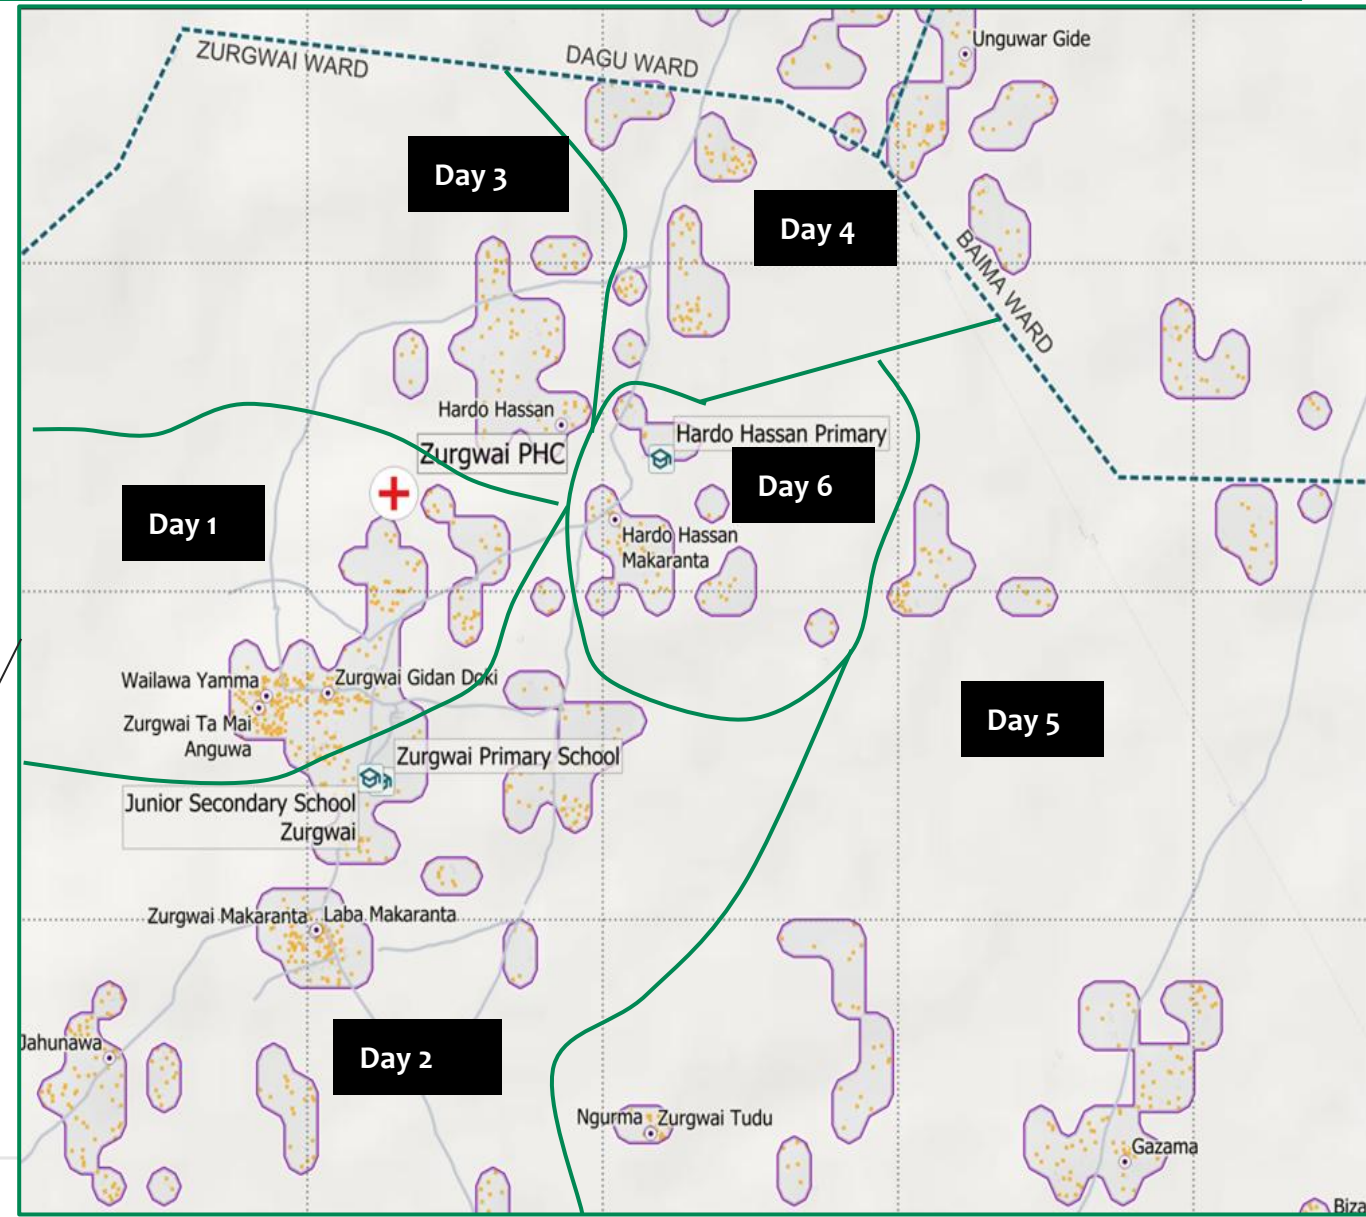 Unguwar Gide
ZURGWAI WARD
DAGU WARD
Day 3
Day 4
BAIMA WARD
Hardo Hassan
Zurgwai PHC
Hardo Hassan Primary
Day 6
Day 1
Hardo Hassan
Makaranta
Wailawa Yamma
Zurgwai Gidan Doki
Zurgwai Ta Mai
Anguwa
Day 5
Zurgwai Primary School
Junior Secondary School
Zurgwai
Zurgwai Makaranta
Laba Makaranta
Jahunawa
Day 2
Ngurma
Zurgwai Tudu
Gazama
Biza